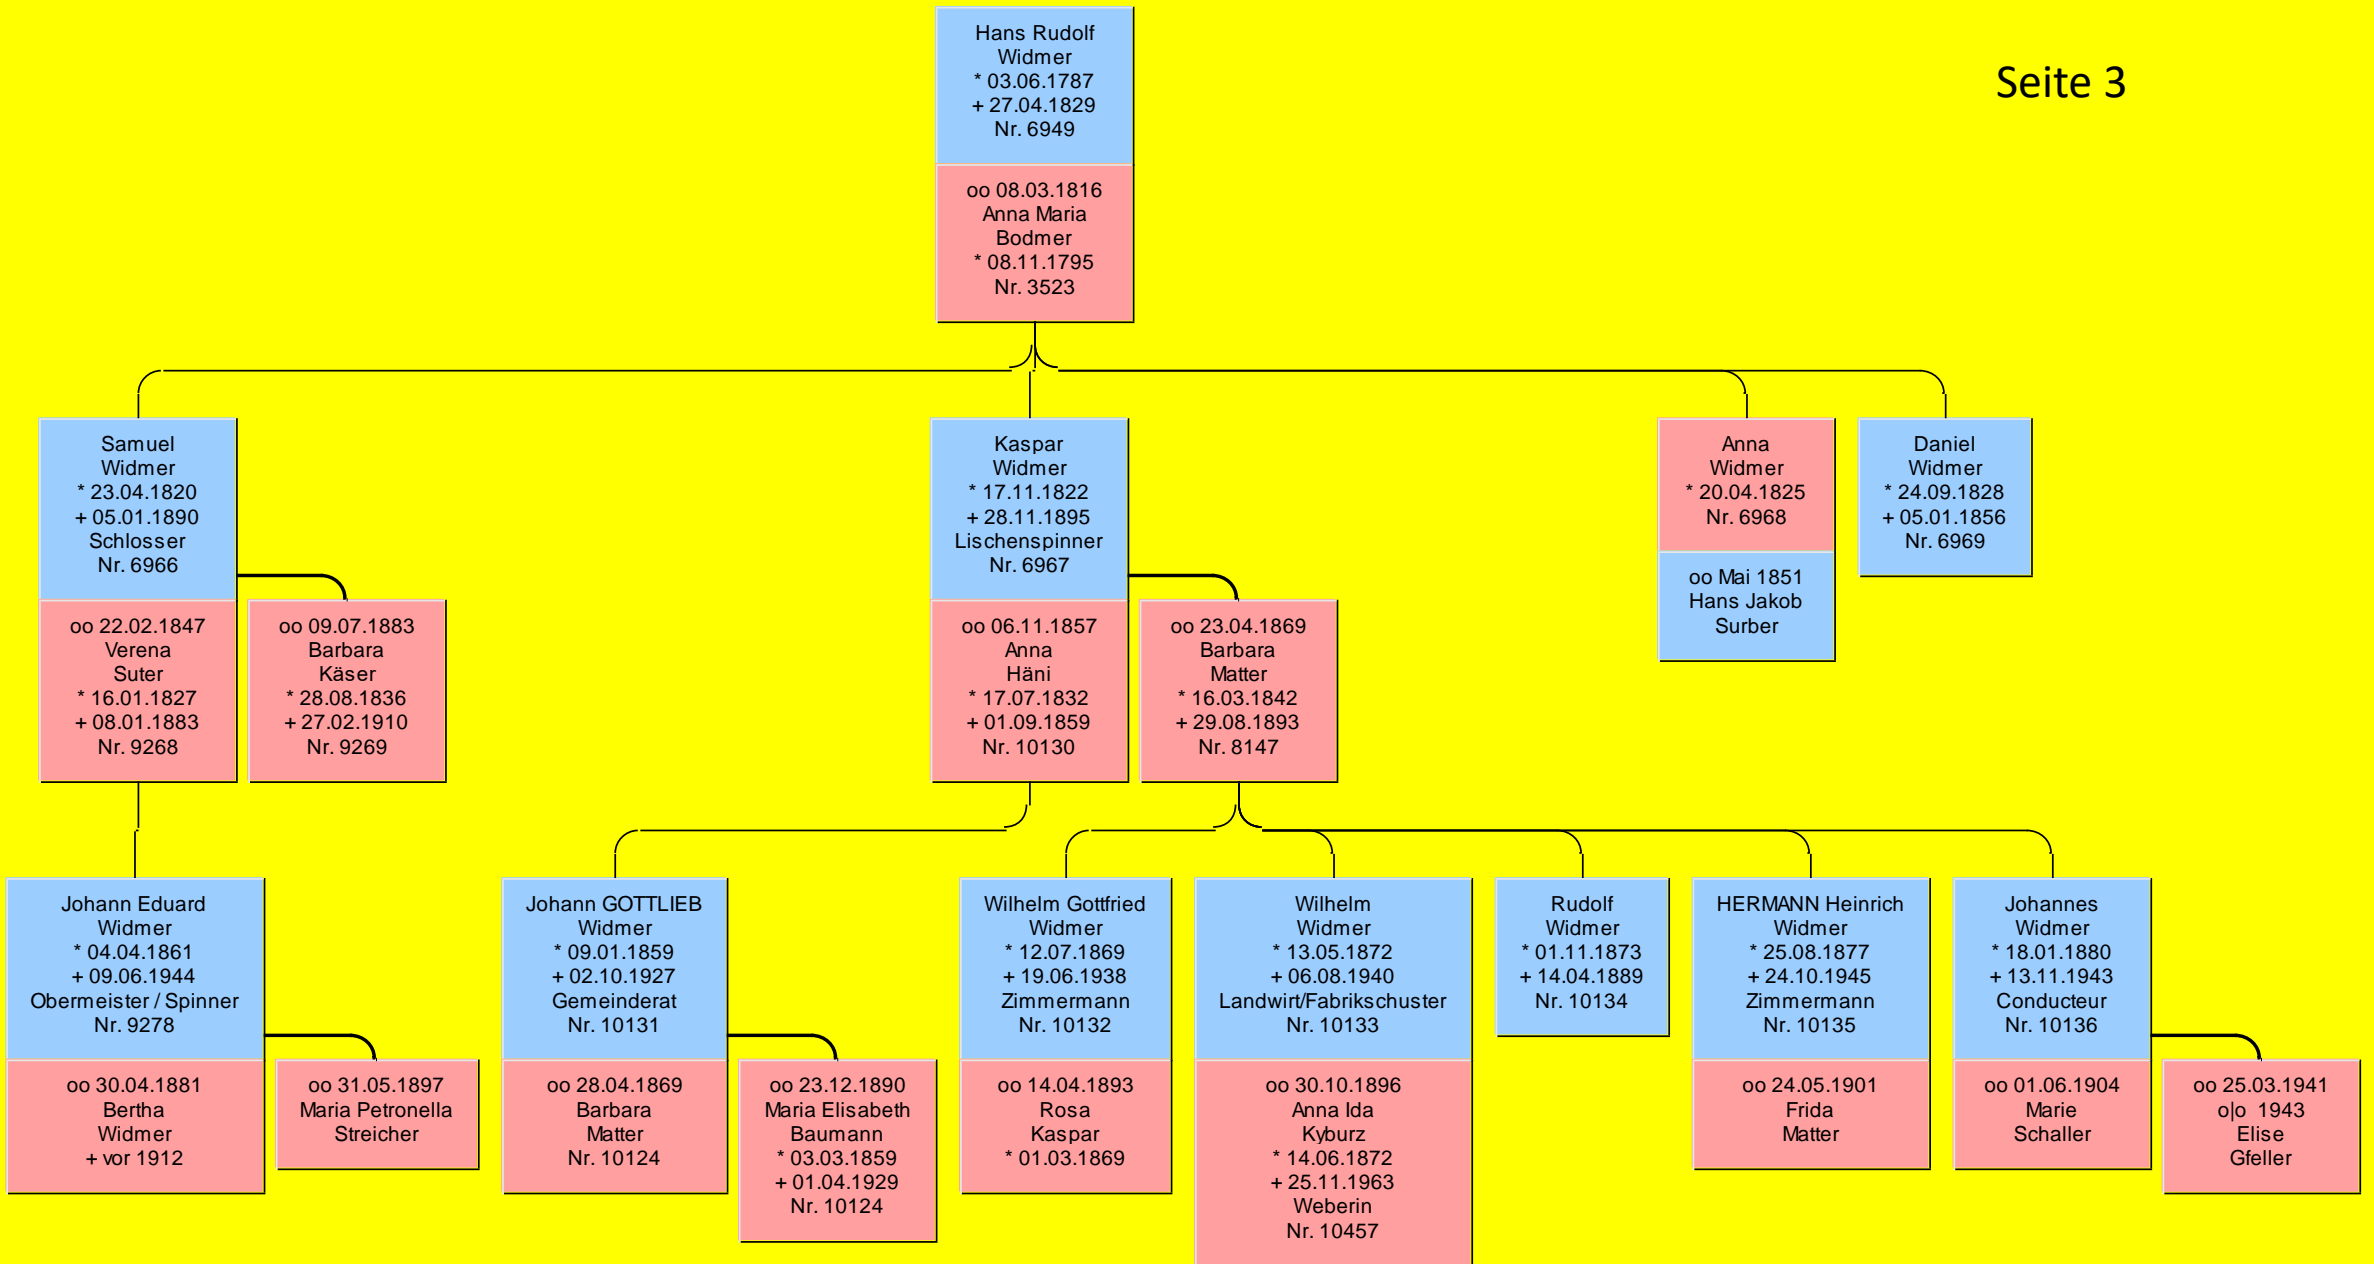 Hans Rudolf
Widmer
* 03.06.1787
+ 27.04.1829
Nr. 6949
Seite 3
oo 08.03.1816
Anna Maria
Bodmer
* 08.11.1795
Nr. 3523
Samuel
Widmer
* 23.04.1820
+ 05.01.1890
Schlosser
Nr. 6966
oo 22.02.1847
Verena
Suter
* 16.01.1827
+ 08.01.1883
Nr. 9268
oo 09.07.1883
Barbara
Käser
* 28.08.1836
+ 27.02.1910
Nr. 9269
Kaspar
Widmer
* 17.11.1822
+ 28.11.1895
Lischenspinner
Nr. 6967
oo 06.11.1857
Anna
Häni
* 17.07.1832
+ 01.09.1859
Nr. 10130
oo 23.04.1869
Barbara
Matter
* 16.03.1842
+ 29.08.1893
Nr. 8147
Anna
Widmer
* 20.04.1825
Nr. 6968
oo Mai 1851
Hans Jakob
Surber
Daniel
Widmer
* 24.09.1828
+ 05.01.1856
Nr. 6969
Johann Eduard
Widmer
* 04.04.1861
+ 09.06.1944
Obermeister / Spinner
Nr. 9278
oo 30.04.1881
Bertha
Widmer
+ vor 1912
oo 31.05.1897
Maria Petronella
Streicher
Johann GOTTLIEB
Widmer
* 09.01.1859
+ 02.10.1927
Gemeinderat
Nr. 10131
oo 28.04.1869
Barbara
Matter
Nr. 10124
oo 23.12.1890
Maria Elisabeth
Baumann
* 03.03.1859
+ 01.04.1929
Nr. 10124
Wilhelm Gottfried
Widmer
* 12.07.1869
+ 19.06.1938
Zimmermann
Nr. 10132
oo 14.04.1893
Rosa
Kaspar
* 01.03.1869
Wilhelm
Widmer
* 13.05.1872
+ 06.08.1940
Landwirt/Fabrikschuster
Nr. 10133
oo 30.10.1896
Anna Ida
Kyburz
* 14.06.1872
+ 25.11.1963
Weberin
Nr. 10457
Rudolf
Widmer
* 01.11.1873
+ 14.04.1889
Nr. 10134
HERMANN Heinrich
Widmer
* 25.08.1877
+ 24.10.1945
Zimmermann
Nr. 10135
oo 24.05.1901
Frida
Matter
Johannes
Widmer
* 18.01.1880
+ 13.11.1943
Conducteur
Nr. 10136
oo 01.06.1904
Marie
Schaller
oo 25.03.1941
o|o 1943
Elise
Gfeller